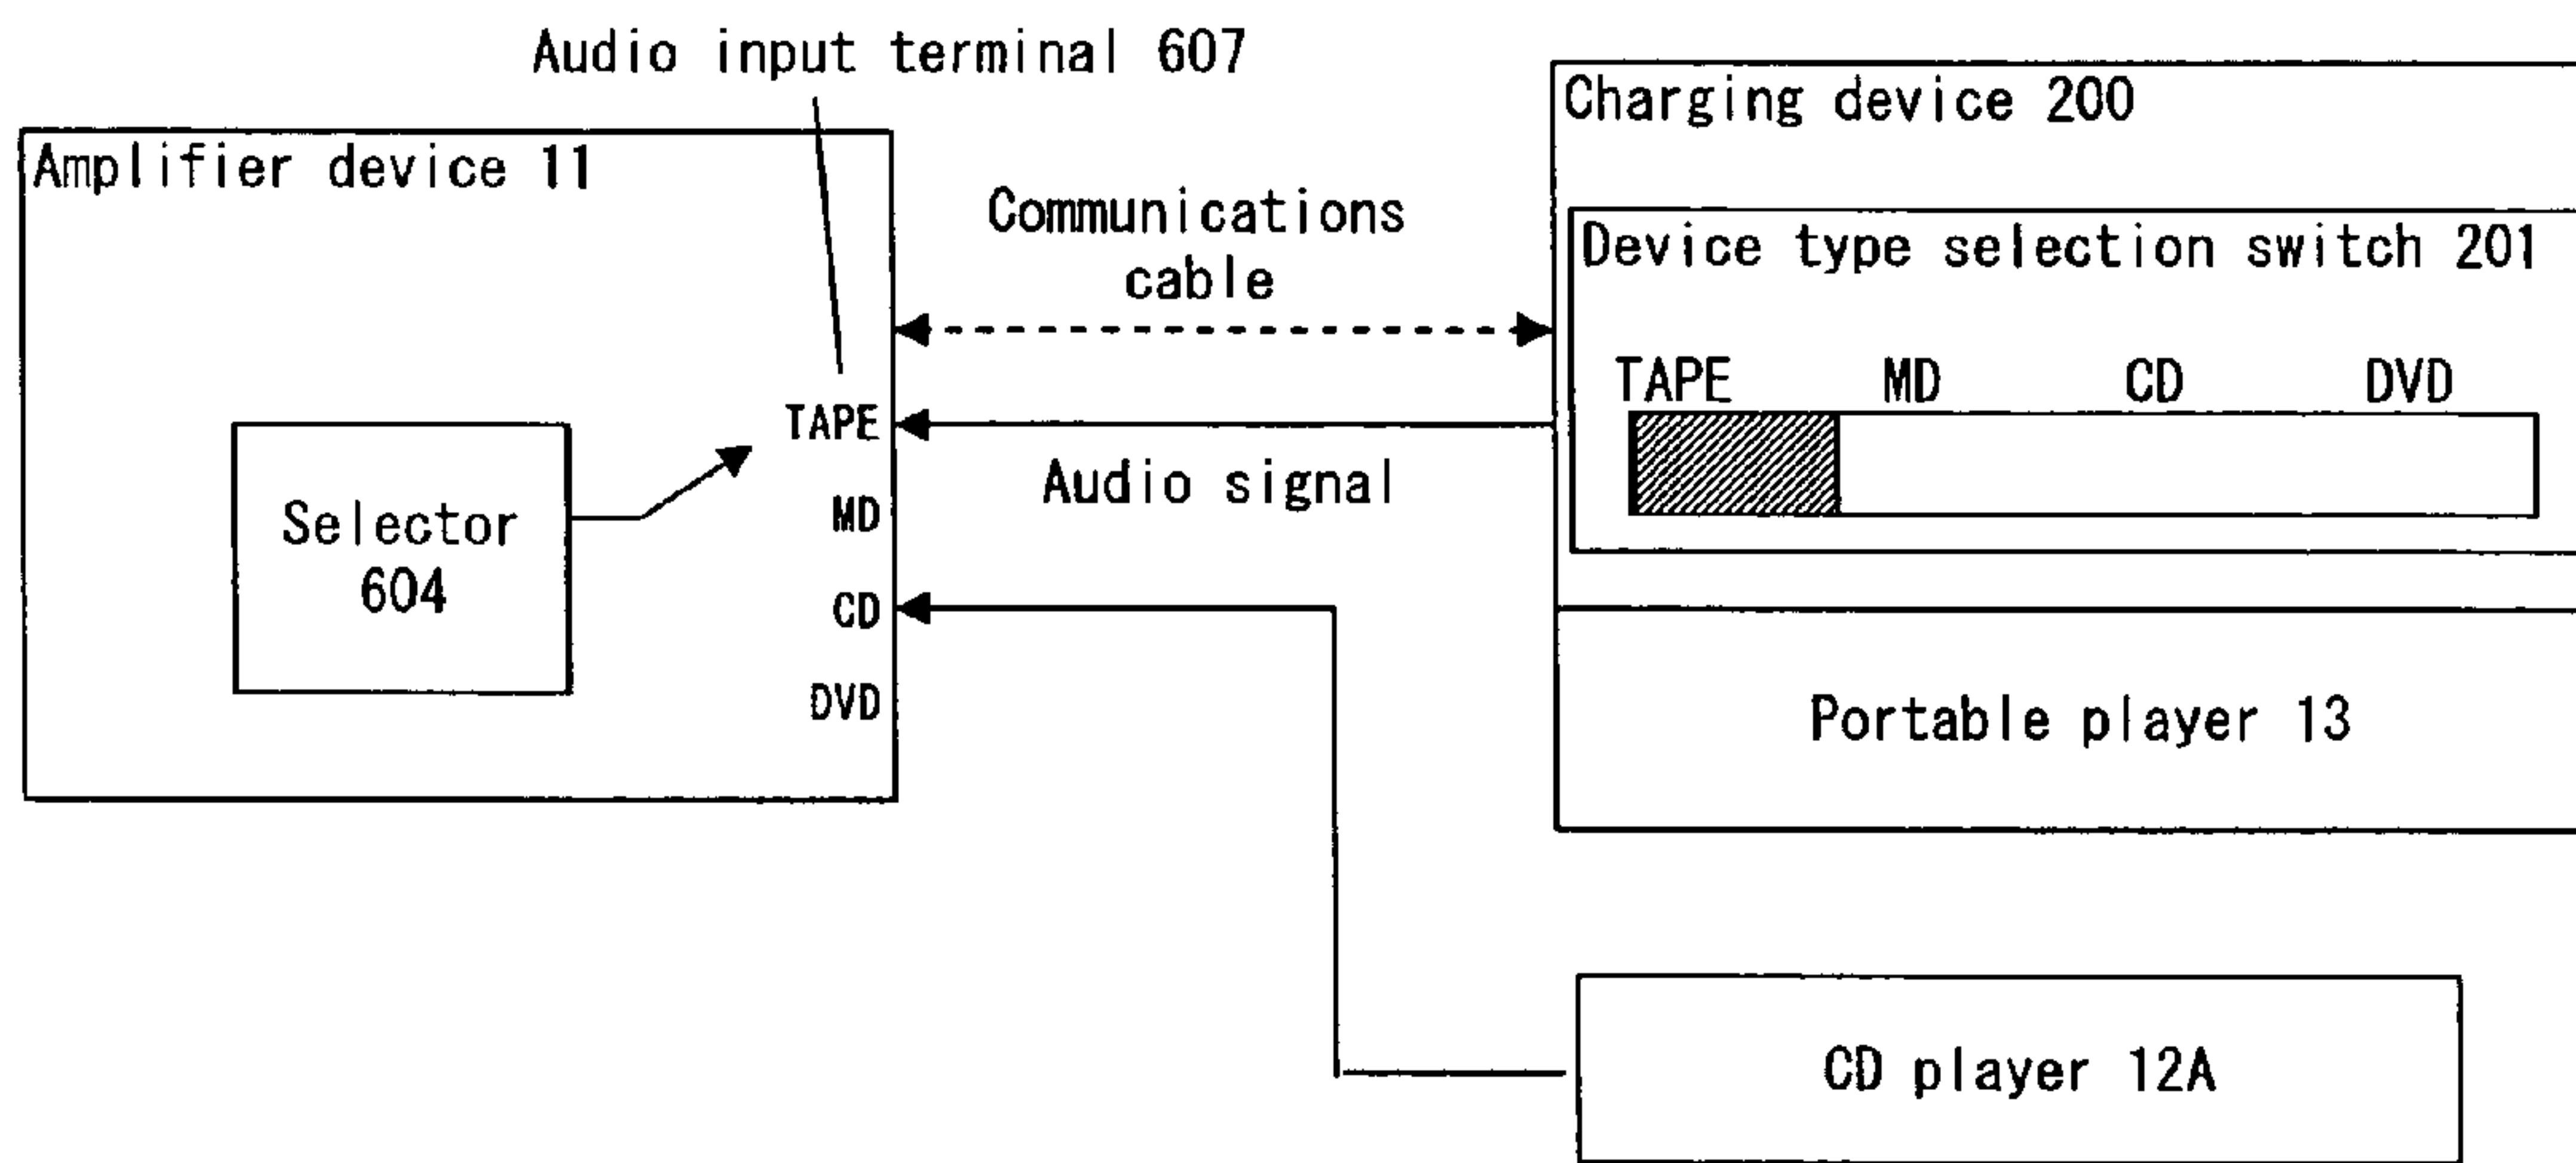 Audio input terminal 607
Amplifier device 11
Selector
604
TAPE
MD
CD
DVD
Communications
cable
Audio signal
Charging device 200
Device type selection switch 201
TAPE MD CD DVD
Portable player 13
CD player 12A